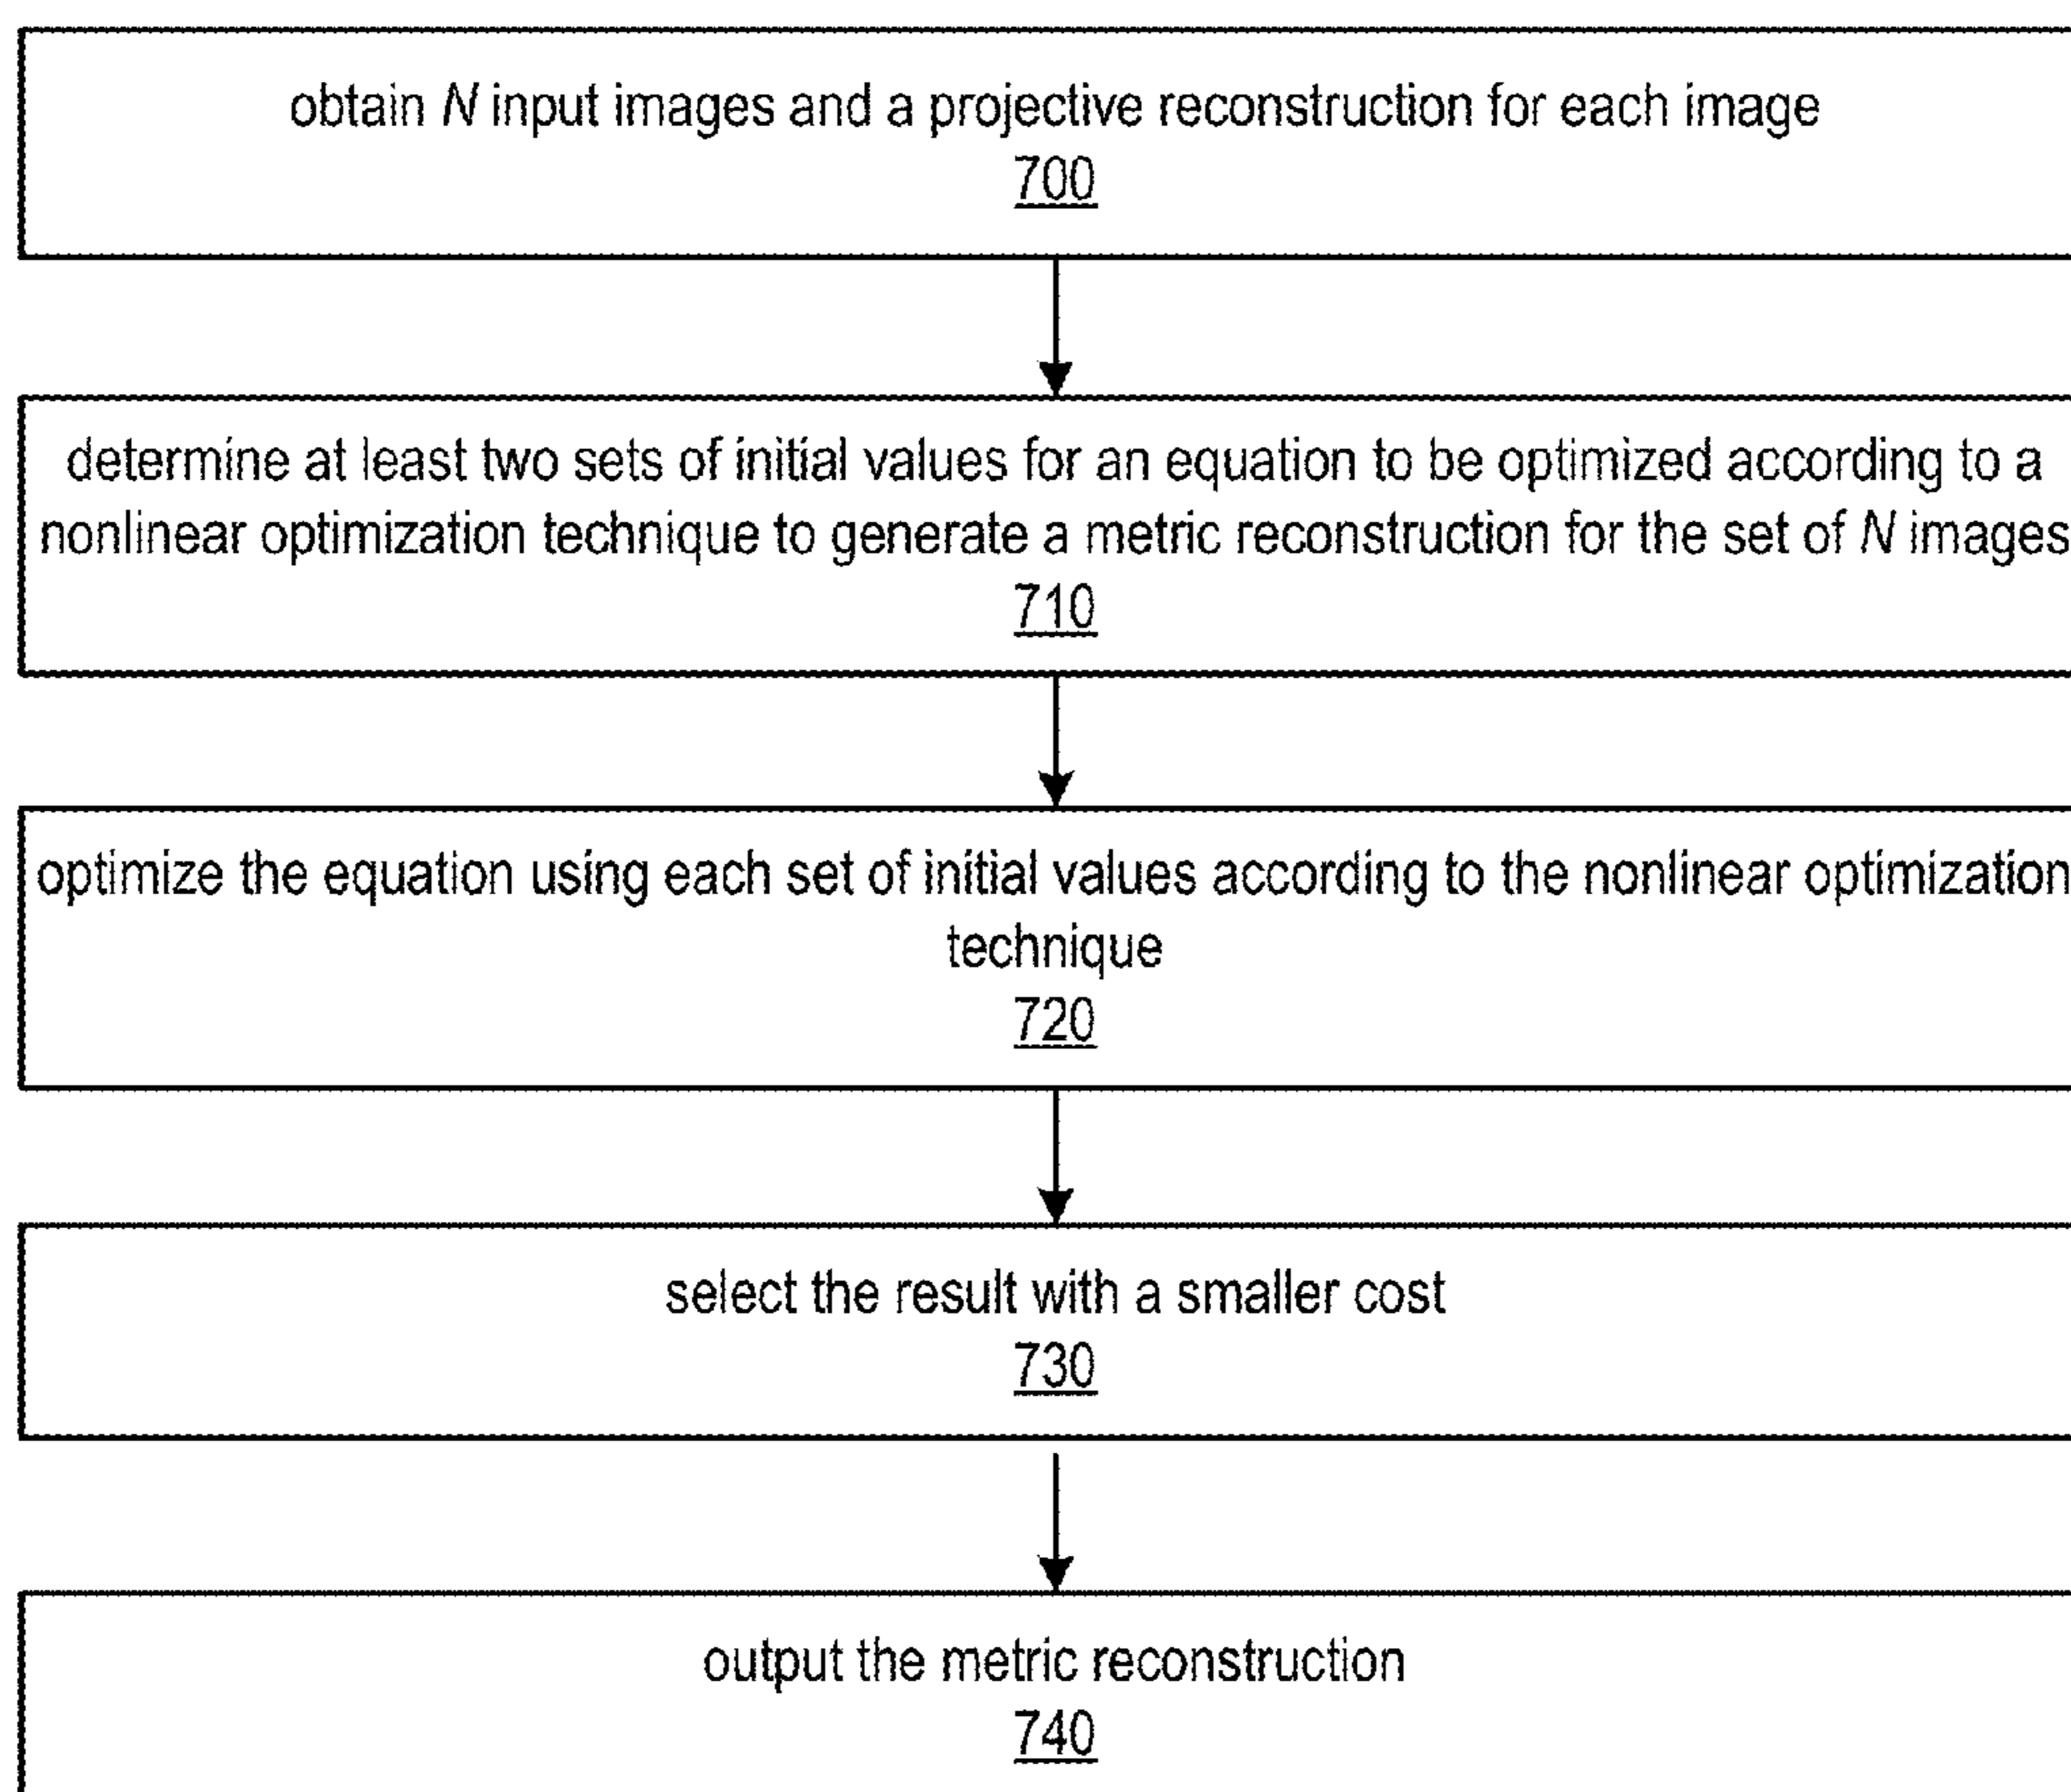 obtain N input images and a projective reconstruction for each image
700
determine at least two sets of initial values for an equation to be optimized according to a
nonlinear optimization technique to generate a metric reconstruction for the set of N images
710
optimize the equation using each set of initial values according to the nonlinear optimization
technique
720
select the result with a smaller cost
730
output the metric reconstruction
740